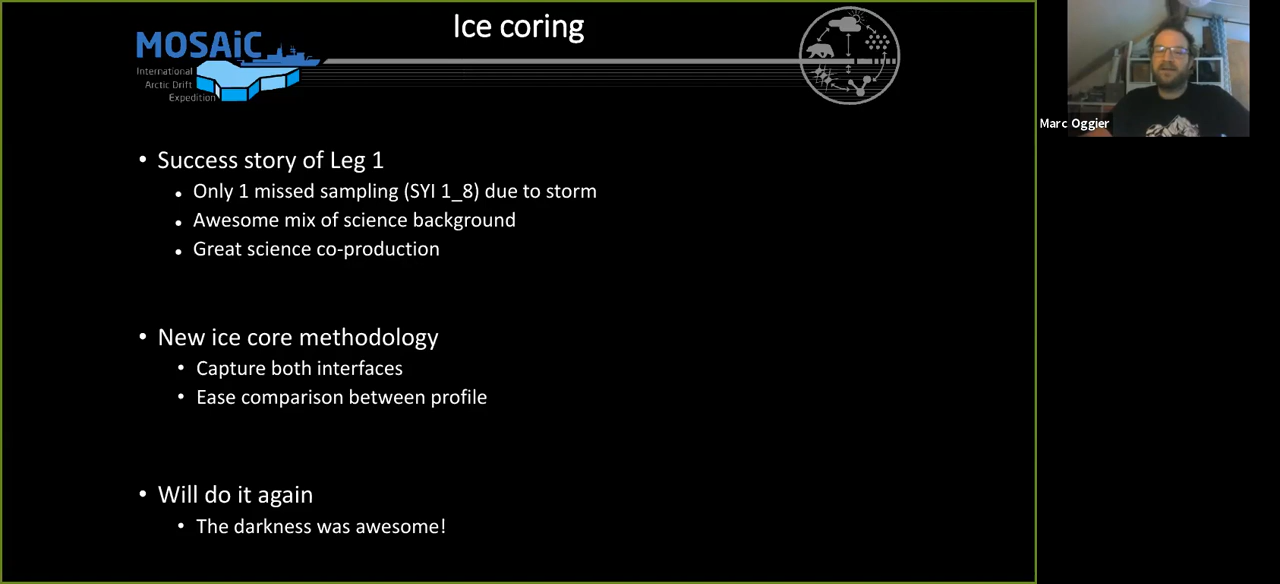 Ice coring
MOSAiC
International
Arctic Drift
Expedition
Marc Oggier
• Success story of Leg 1
• Only 1 missed sampling (SYI 1_8) due to storm
• Awesome mix of science background
• Great science co-production
• New ice core methodology
• Capture both interfaces
• Ease comparison between profile
• Will do it again
• The darkness was awesome!